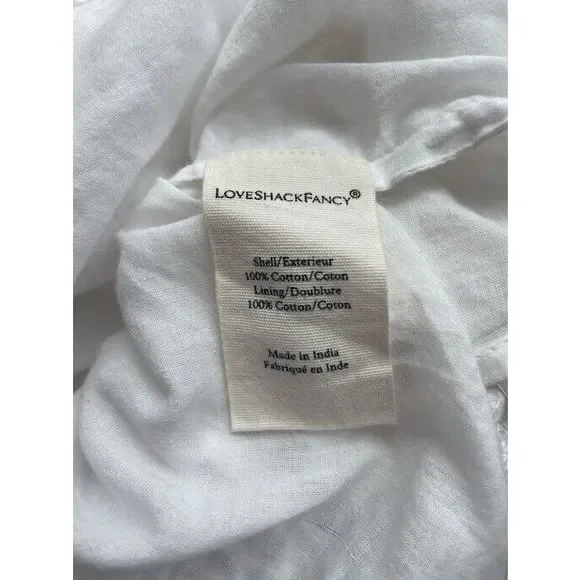 LOVESHACKFANCY®
Shell/Exterieur
100% Cotton/Coton
Lining/Doublure
100% Cotton/Coton
Made in India
Fabriqué en Inde